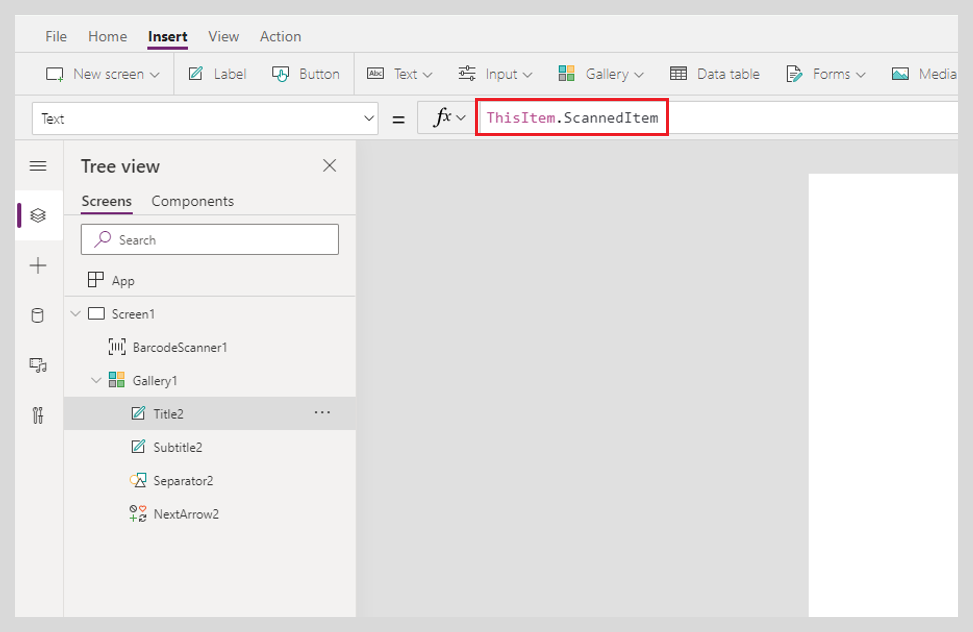 File Home Insert View Action
New screen Label Button Abc Text Input Gallery Data table Forms Media
Text = fx ThisItem.ScannedItem
Tree view
Screens Components
Search
App
Screen1
BarcodeScanner1
Gallery1
Title2 ...
Subtitle2
Separator2
NextArrow2